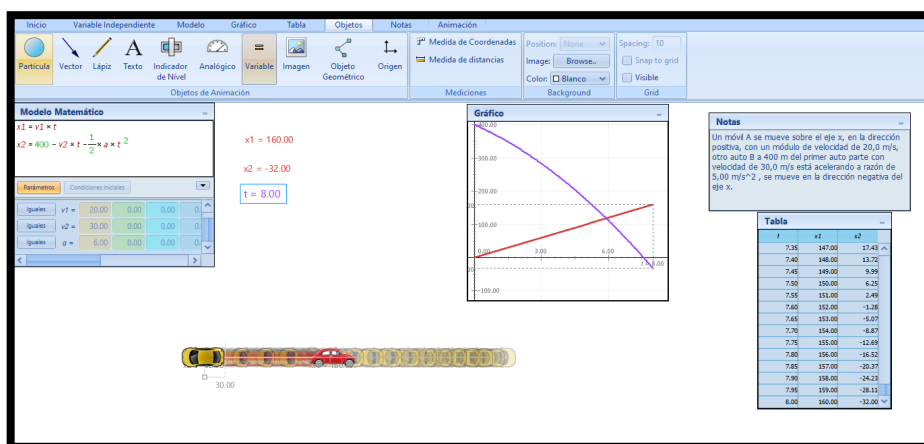 Inicio Variable Independiente Modelo Gráfico Tabla Objetos Notas Animación
Partícula Vector Lápiz Texto Indicador de Nivel Analógico Variable Imagen Objeto Geométrico Origen
Objetos de Animación
Medida de Coordenadas
Medida de distancias
Mediciones
Position: None
Image: Browse..
Color: Blanco
Background
Spacing: 10
Snap to grid
Visible
Grid
Modelo Matemático
x1 = v1 × t
x2 = 400 − v2 × t − 1/2 × a × t 2
Parámetros Condiciones Iniciales
Iguales v1 = 20.00 0.00 0.00
Iguales v2 = 30.00 0.00 0.00
Iguales a = 6.00 0.00 0.00
x1 = 160.00
x2 = -32.00
t = 8.00
30.00
Gráfico
400.00
300.00
200.00
100.00
0.00 3.00 6.00
t = 8.00
-100.00
Notas
Un móvil A se mueve sobre el eje x, en la dirección
positiva, con un módulo de velocidad de 20,0 m/s,
otro auto B a 400 m del primer auto parte con
velocidad de 30,0 m/s está acelerando a razón de
5,00 m/s^2 , se mueve en la dirección negativa del
eje x.
Tabla
t x1 x2
7.35 147.00 17.43
7.40 148.00 13.72
7.45 149.00 9.99
7.50 150.00 6.25
7.55 151.00 2.49
7.60 152.00 -1.28
7.65 153.00 -5.07
7.70 154.00 -8.87
7.75 155.00 -12.69
7.80 156.00 -16.52
7.85 157.00 -20.37
7.90 158.00 -24.23
7.95 159.00 -28.11
8.00 160.00 -32.00